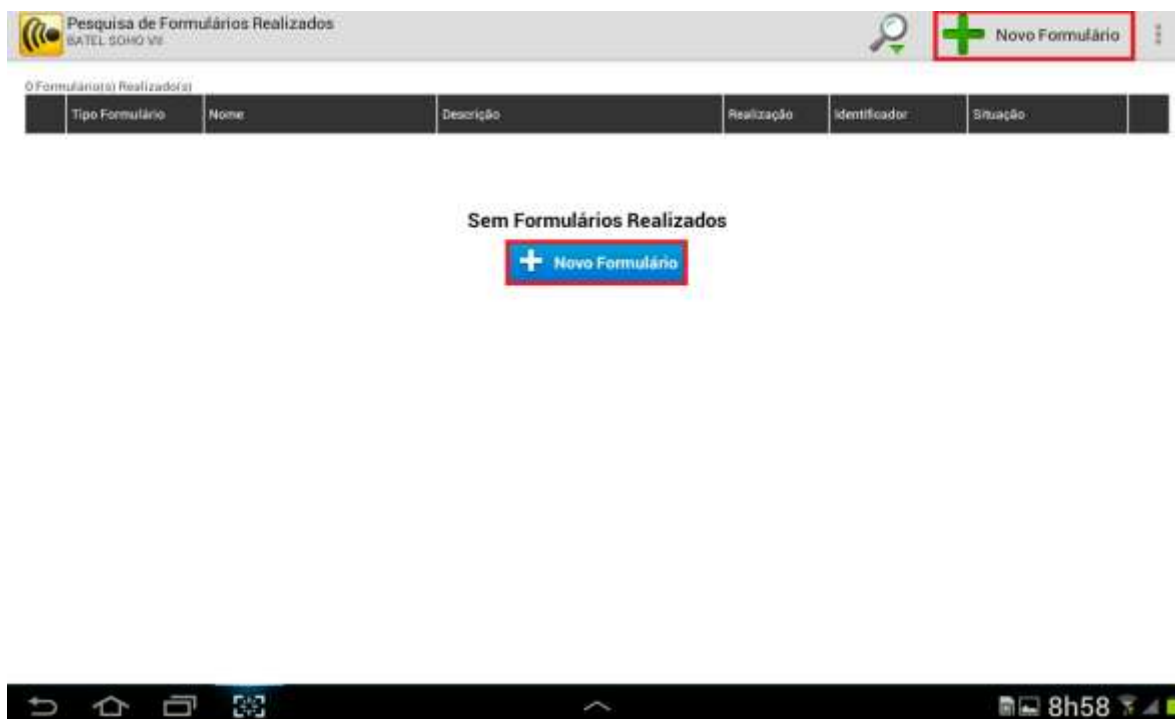 Pesquisa de Formulários Realizados
BATEL SOHO VII
Novo Formulário
0 Formulário(s) Realizado(s)
Tipo Formulário Nome Descrição Realização Identificador Situação
Sem Formulários Realizados
Novo Formulário
8h58